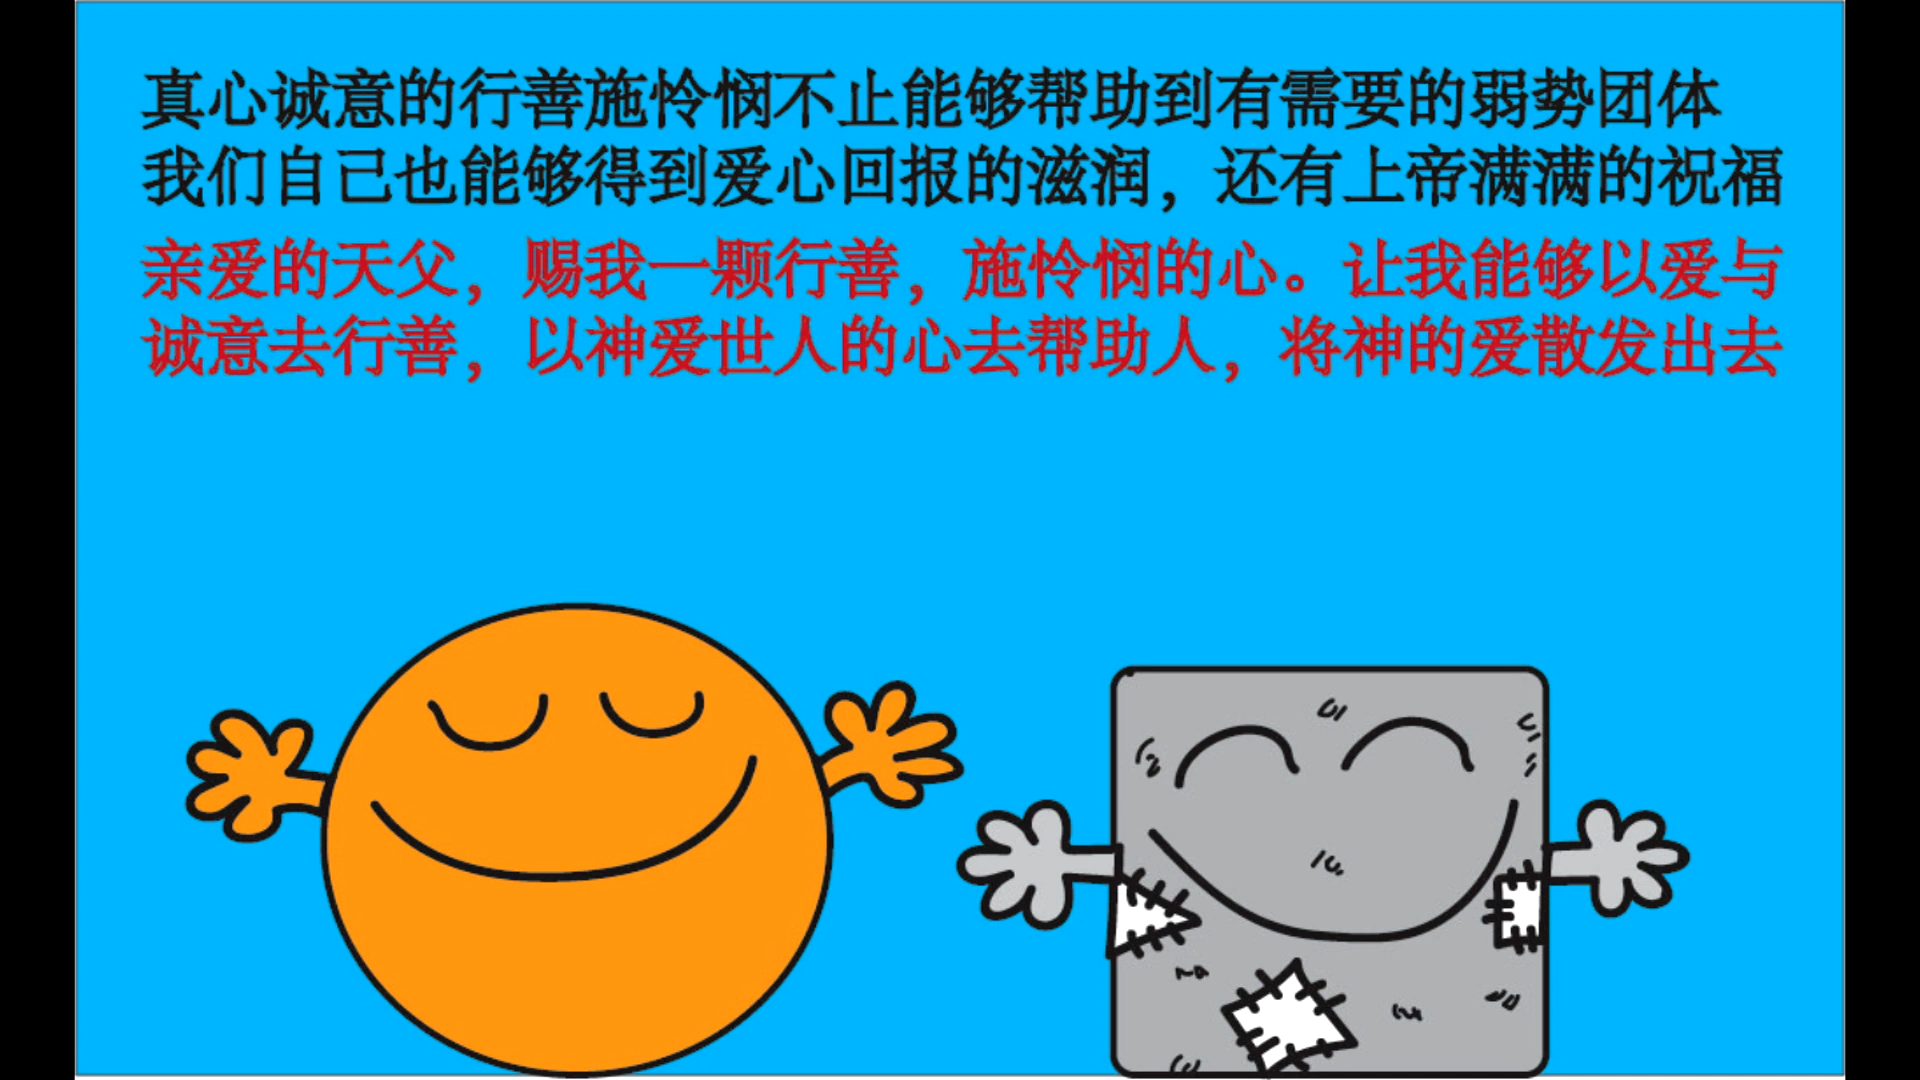 真心诚意的行善施怜悯不止能够帮助到有需要的弱势团体
我们自己也能够得到爱心回报的滋润，还有上帝满满的祝福
亲爱的天父，赐我一颗行善，施怜悯的心。让我能够以爱与
诚意去行善，以神爱世人的心去帮助人，将神的爱散发出去